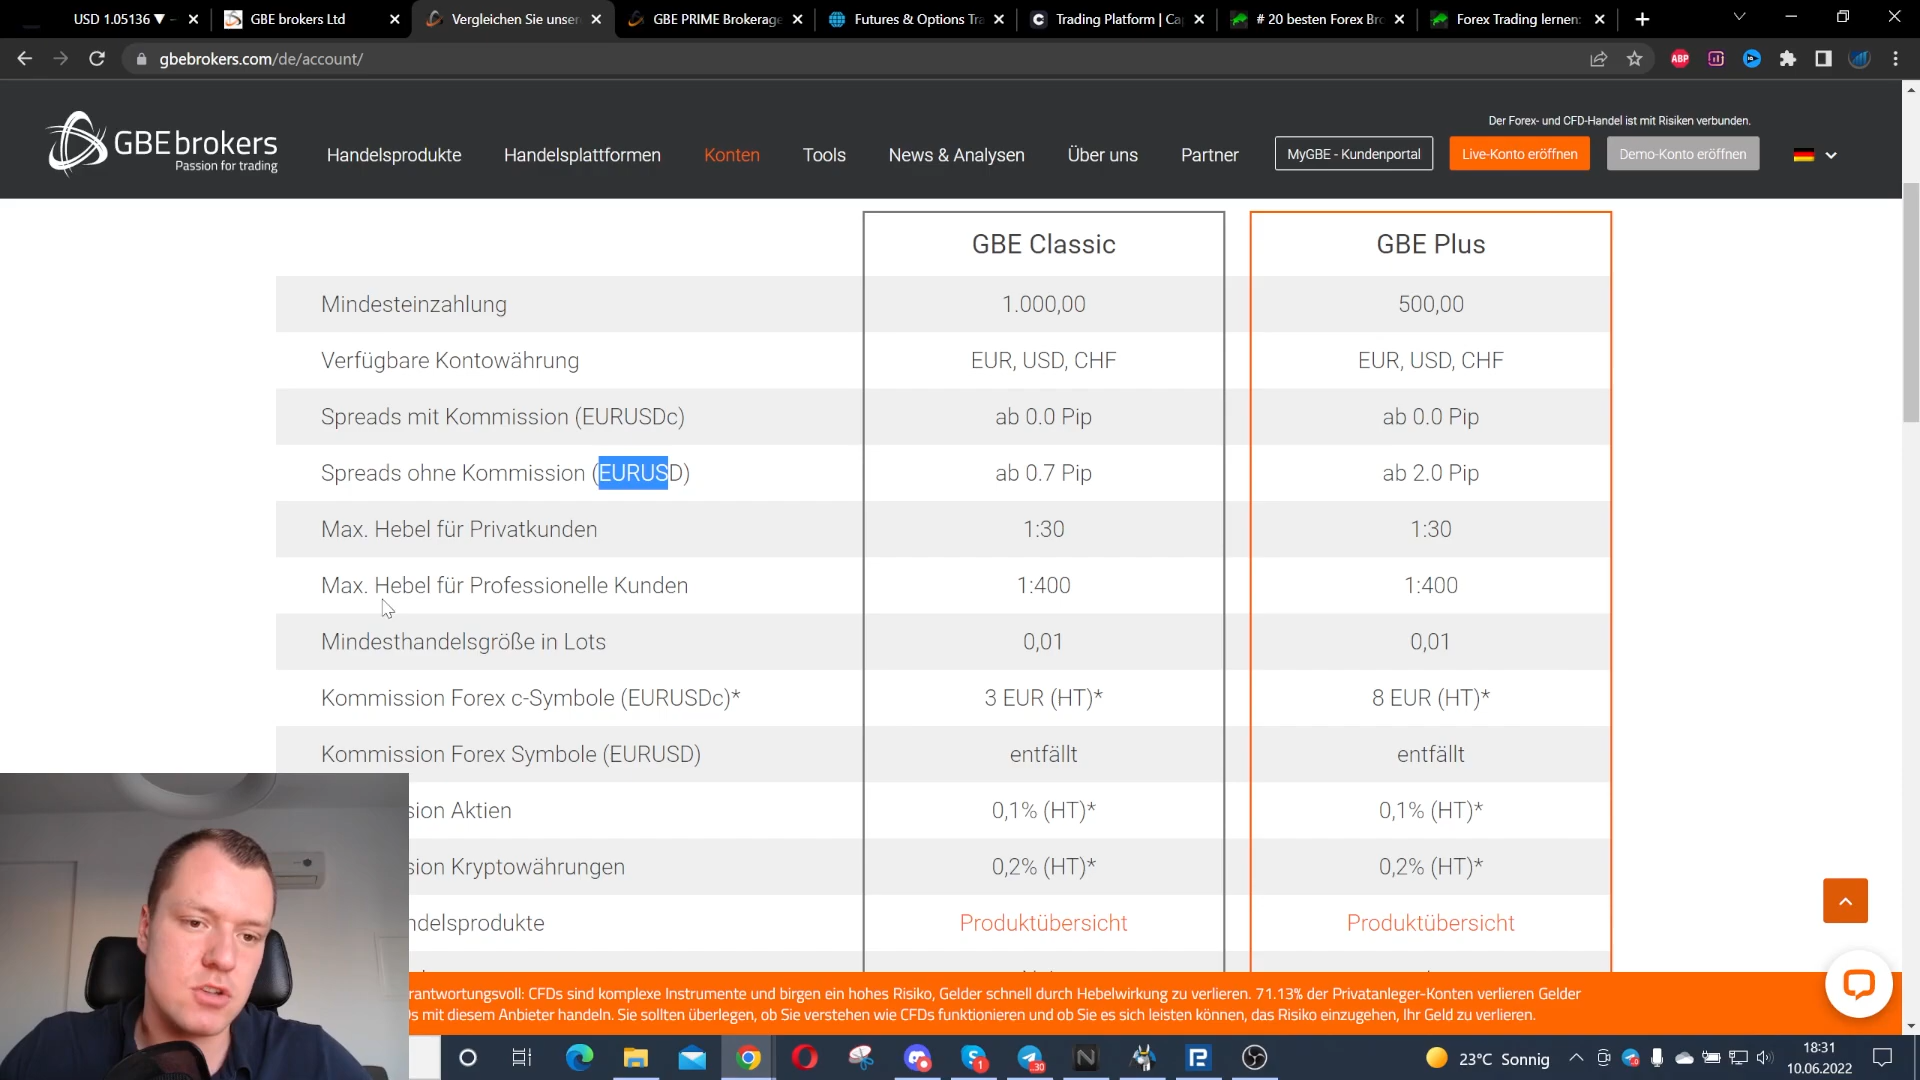 USD 1.05136 ▼ -
GBE brokers Ltd
Vergleichen Sie unser
GBE PRIME Brokerage
Futures & Options Tra
Trading Platform | Ca
# 20 besten Forex Bro
Forex Trading lernen:
gbebrokers.com/de/account/
ABP
GBE brokers
Passion for trading
Handelsprodukte
Handelsplattformen
Konten
Tools
News & Analysen
Über uns
Partner
Der Forex- und CFD-Handel ist mit Risiken verbunden.
MyGBE - Kundenportal
Live-Konto eröffnen
Demo-Konto eröffnen
GBE Classic GBE Plus
Mindesteinzahlung 1.000,00 500,00
Verfügbare Kontowährung EUR, USD, CHF EUR, USD, CHF
Spreads mit Kommission (EURUSDc) ab 0.0 Pip ab 0.0 Pip
Spreads ohne Kommission (EURUSD) ab 0.7 Pip ab 2.0 Pip
Max. Hebel für Privatkunden 1:30 1:30
Max. Hebel für Professionelle Kunden 1:400 1:400
Mindesthandelsgröße in Lots 0,01 0,01
Kommission Forex c-Symbole (EURUSDc)* 3 EUR (HT)* 8 EUR (HT)*
Kommission Forex Symbole (EURUSD) entfällt entfällt
sion Aktien 0,1% (HT)* 0,1% (HT)*
sion Kryptowährungen 0,2% (HT)* 0,2% (HT)*
ndelsprodukte Produktübersicht Produktübersicht
rantwortungsvoll: CFDs sind komplexe Instrumente und birgen ein hohes Risiko, Gelder schnell durch Hebelwirkung zu verlieren. 71.13% der Privatanleger-Konten verlieren Gelder
s mit diesem Anbieter handeln. Sie sollten überlegen, ob Sie verstehen wie CFDs funktionieren und ob Sie es sich leisten können, das Risiko einzugehen, Ihr Geld zu verlieren.
23°C Sonnig
18:31
10.06.2022